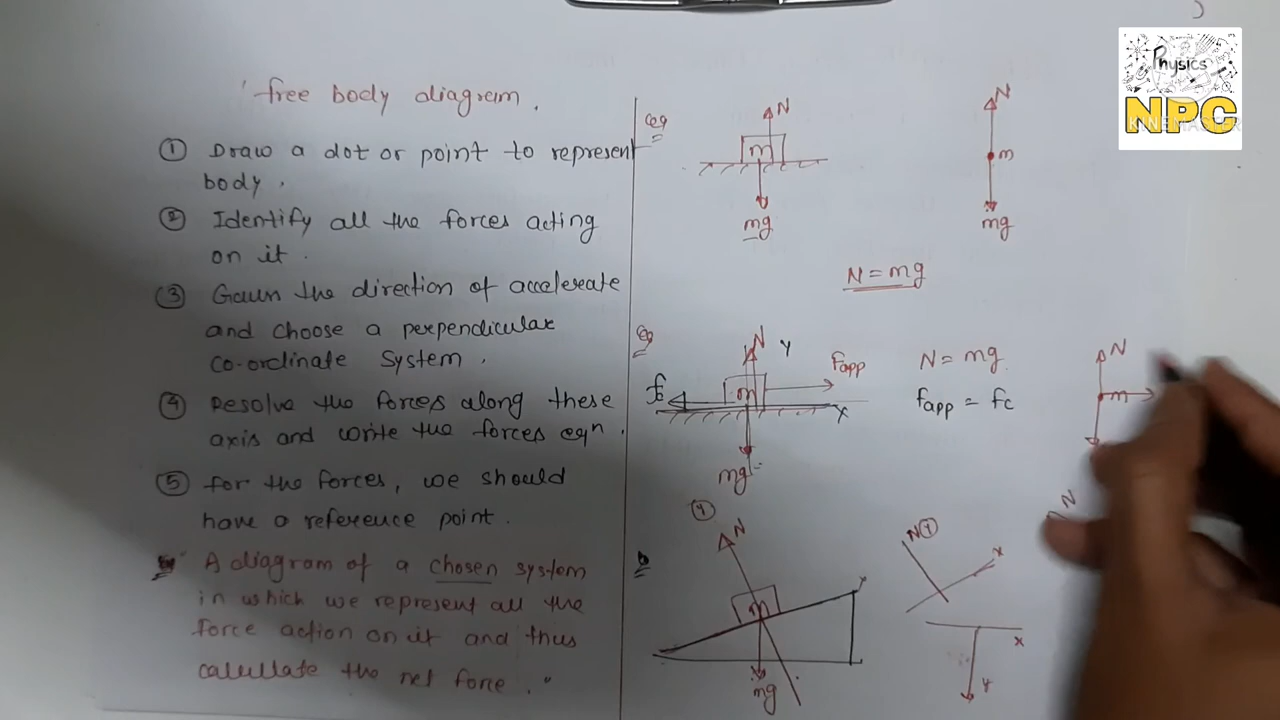 free body diagram.
① Draw a dot or point to represent
body.
② Identify all the forces acting
on it.
③ the direction of accelerate
and choose a perpendicular
co-ordinate system.
④ Resolve the forces along these
axis and write the forces eqn.
⑤ for the forces, we should
have a reference point.
" A diagram of a chosen system
in which we represent all the
force action on it and thus
calullate the net force."
eg
N
m
mg
N
m
mg
N = mg
eg
N
Y
fapp
m
X
mg
N = mg
fapp = fc
N
m
Y
N
m
mg
N Y
X
X
Y
N
Physics
NPC